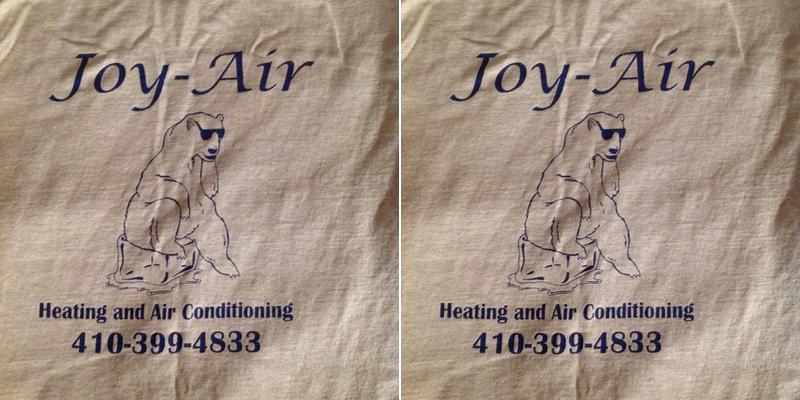 Joy-Air
Heating and Air Conditioning
410-399-4833
Joy-Air
Heating and Air Conditioning
410-399-4833